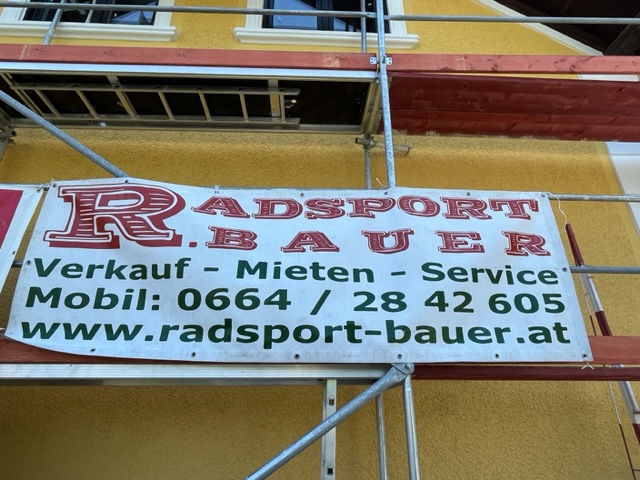 RADSPORT
R. BAUER
Verkauf - Mieten - Service
Mobil: 0664 / 28 42 605
www.radsport-bauer.at